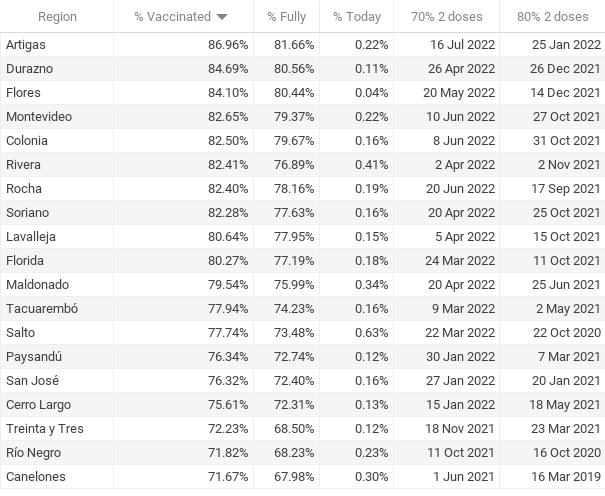 Region % Vaccinated % Fully % Today 70% 2 doses 80% 2 doses
Artigas 86.96% 81.66% 0.22% 16 Jul 2022 25 Jan 2022
Durazno 84.69% 80.56% 0.11% 26 Apr 2022 26 Dec 2021
Flores 84.10% 80.44% 0.04% 20 May 2022 14 Dec 2021
Montevideo 82.65% 79.37% 0.22% 10 Jun 2022 27 Oct 2021
Colonia 82.50% 79.67% 0.16% 8 Jun 2022 31 Oct 2021
Rivera 82.41% 76.89% 0.41% 2 Apr 2022 2 Nov 2021
Rocha 82.40% 78.16% 0.19% 20 Jun 2022 17 Sep 2021
Soriano 82.28% 77.63% 0.16% 20 Apr 2022 25 Oct 2021
Lavalleja 80.64% 77.95% 0.15% 5 Apr 2022 15 Oct 2021
Florida 80.27% 77.19% 0.18% 24 Mar 2022 11 Oct 2021
Maldonado 79.54% 75.99% 0.34% 20 Apr 2022 25 Jun 2021
Tacuarembó 77.94% 74.23% 0.16% 9 Mar 2022 2 May 2021
Salto 77.74% 73.48% 0.63% 22 Mar 2022 22 Oct 2020
Paysandú 76.34% 72.74% 0.12% 30 Jan 2022 7 Mar 2021
San José 76.32% 72.40% 0.16% 27 Jan 2022 20 Jan 2021
Cerro Largo 75.61% 72.31% 0.13% 15 Jan 2022 18 May 2021
Treinta y Tres 72.23% 68.50% 0.12% 18 Nov 2021 23 Mar 2021
Río Negro 71.82% 68.23% 0.23% 11 Oct 2021 16 Oct 2020
Canelones 71.67% 67.98% 0.30% 1 Jun 2021 16 Mar 2019